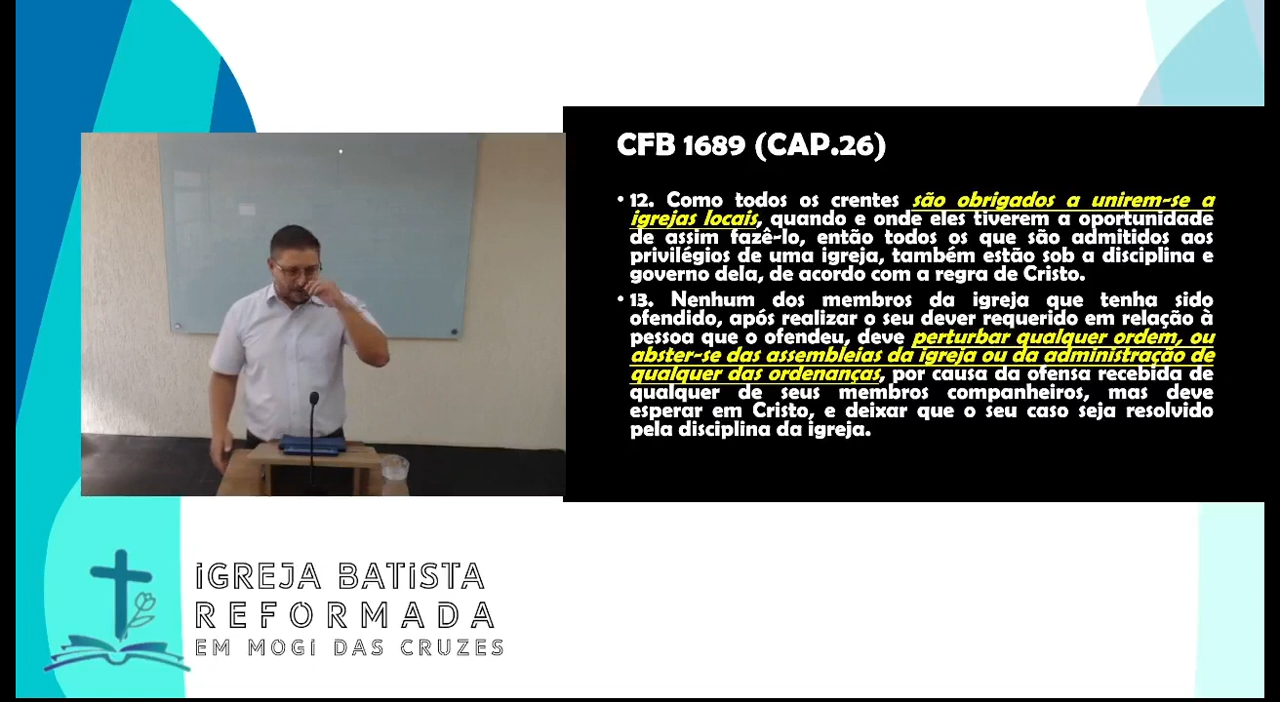 CFB 1689 (CAP.26)
• 12. Como todos os crentes são obrigados a unirem-se a
igrejas locais, quando e onde eles tiverem a oportunidade
de assim fazê-lo, então todos os que são admitidos aos
privilégios de uma igreja, também estão sob a disciplina e
governo dela, de acordo com a regra de Cristo.
• 13. Nenhum dos membros da igreja que tenha sido
ofendido, após realizar o seu dever requerido em relação à
pessoa que o ofendeu, deve perturbar qualquer ordem, ou
abster-se das assembleias da igreja ou da administração de
qualquer das ordenanças, por causa da ofensa recebida de
qualquer de seus membros companheiros, mas deve
esperar em Cristo, e deixar que o seu caso seja resolvido
pela disciplina da igreja.
IGREJA BATISTA
REFORMADA
EM MOGI DAS CRUZES